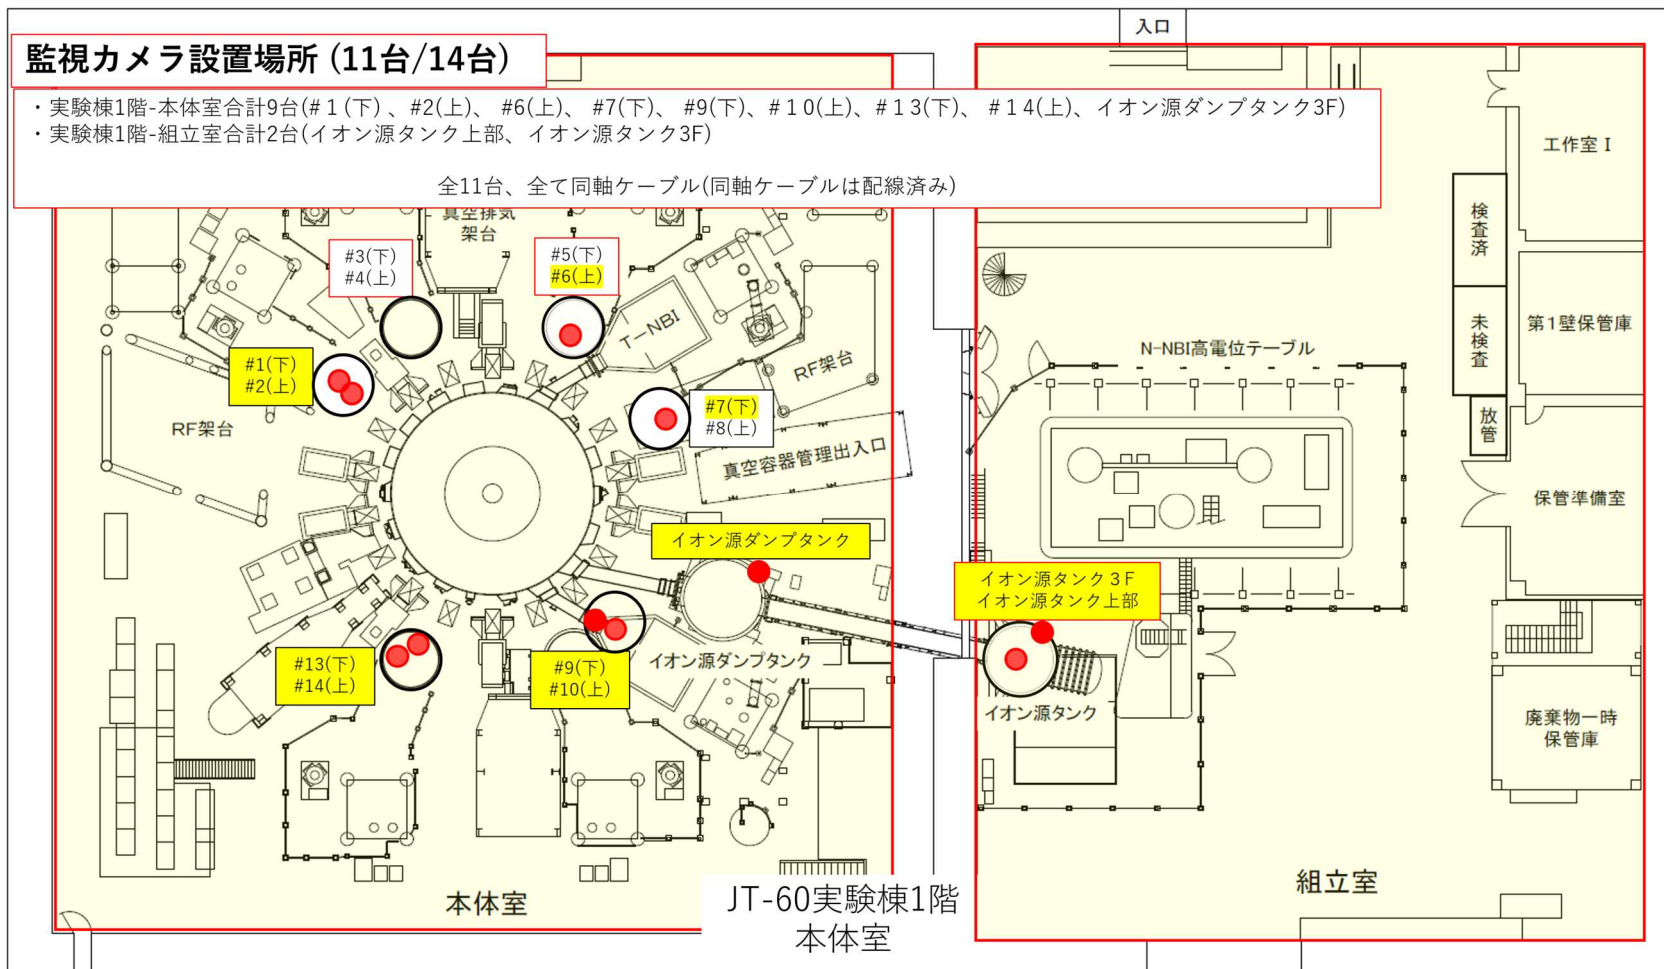 入口
監視カメラ設置場所 (11台/14台)
・実験棟1階-本体室合計9台(#１(下) 、#2(上)、 #6(上)、 #7(下)、 #9(下)、 #１0(上)、#１3(下)、 #１4(上)、イオン源ダンプタンク3F)
・実験棟1階-組立室合計2台(イオン源タンク上部、イオン源タンク3F)
全11台、全て同軸ケーブル(同軸ケーブルは配線済み)
真空排気
架台
#3(下)
#4(上)
#5(下)
#6(上)
#1(下)
#2(上)
T-NBI
RF架台
#7(下)
#8(上)
RF架台
真空容器管理出入口
イオン源ダンプタンク
#13(下)
#14(上)
#9(下)
#10(上)
イオン源ダンプタンク
本体室
JT-60実験棟1階
本体室
工作室Ⅰ
検査済
未検査
第1壁保管庫
N-NBI高電位テーブル
放管
保管準備室
イオン源タンク３F
イオン源タンク上部
イオン源タンク
廃棄物一時
保管庫
組立室